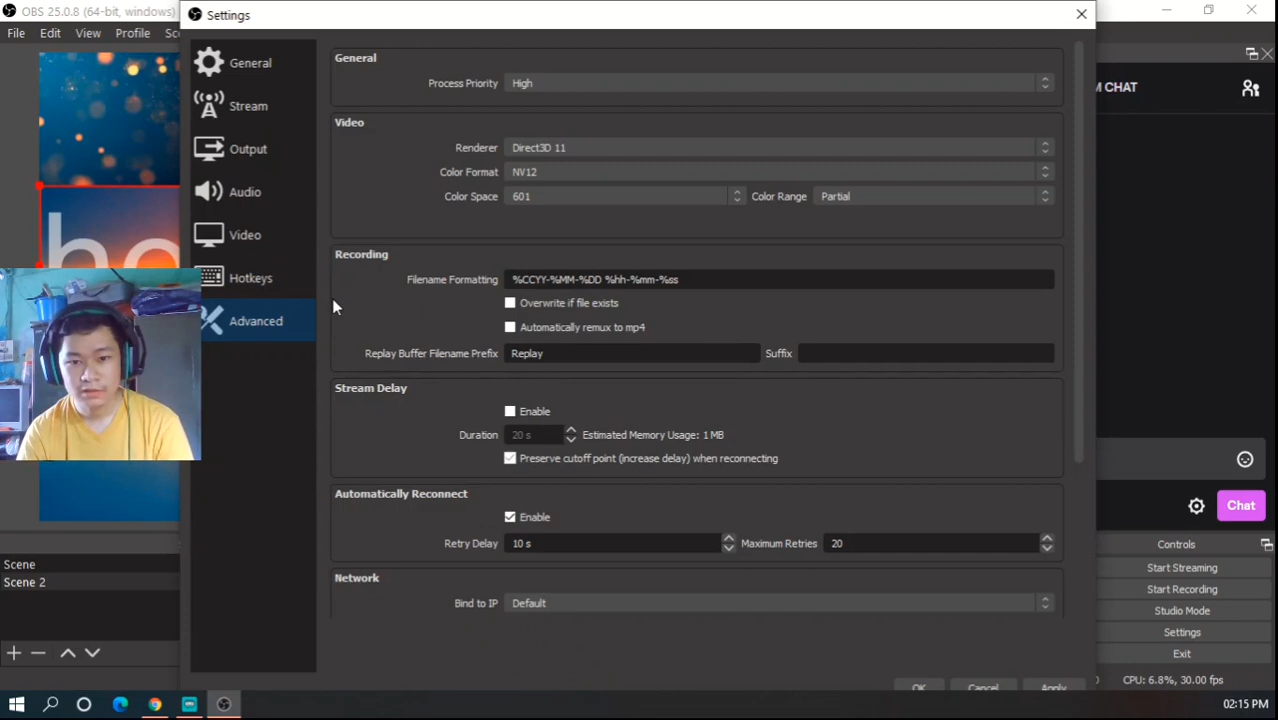 OBS 25.0.8 (64-bit, windows)
Settings
File Edit View Profile Sc
General
Stream
Output
Audio
Video
Hotkeys
Advanced
General
Process Priority High
Video
Renderer Direct3D 11
Color Format NV12
Color Space 601 Color Range Partial
Recording
Filename Formatting %CCYY-%MM-%DD %hh-%mm-%ss
Overwrite if file exists
Automatically remux to mp4
Replay Buffer Filename Prefix Replay Suffix
Stream Delay
Enable
Duration 20 s Estimated Memory Usage: 1 MB
Preserve cutoff point (increase delay) when reconnecting
Automatically Reconnect
Enable
Retry Delay 10 s Maximum Retries 20
Network
Bind to IP Default
OK Cancel Apply
M CHAT
Chat
Controls
Start Streaming
Start Recording
Studio Mode
Settings
Exit
0 CPU: 6.8%, 30.00 fps
Scene
Scene 2
02:15 PM